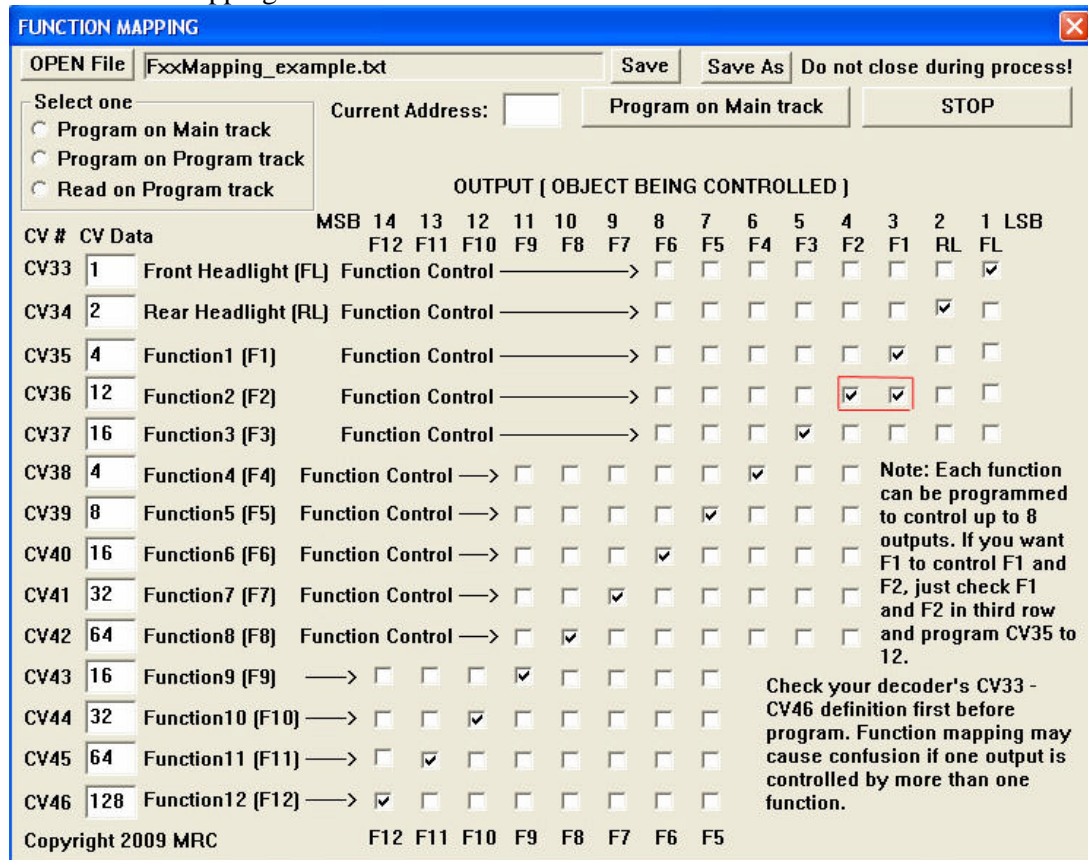 FUNCTION MAPPING
OPEN File FxxMapping_example.txt Save Save As Do not close during process!
Select one
Program on Main track
Program on Program track
Read on Program track
Current Address: Program on Main track STOP
OUTPUT ( OBJECT BEING CONTROLLED )
MSB 14 13 12 11 10 9 8 7 6 5 4 3 2 1 LSB
CV # CV Data F12 F11 F10 F9 F8 F7 F6 F5 F4 F3 F2 F1 RL FL
CV33 1 Front Headlight (FL) Function Control
CV34 2 Rear Headlight (RL) Function Control
CV35 4 Function1 (F1) Function Control
CV36 12 Function2 (F2) Function Control
CV37 16 Function3 (F3) Function Control
CV38 4 Function4 (F4) Function Control
CV39 8 Function5 (F5) Function Control
CV40 16 Function6 (F6) Function Control
CV41 32 Function7 (F7) Function Control
CV42 64 Function8 (F8) Function Control
CV43 16 Function9 (F9)
CV44 32 Function10 (F10)
CV45 64 Function11 (F11)
CV46 128 Function12 (F12)
Note: Each function
can be programmed
to control up to 8
outputs. If you want
F1 to control F1 and
F2, just check F1
and F2 in third row
and program CV35 to
12.
Check your decoder's CV33 -
CV46 definition first before
program. Function mapping may
cause confusion if one output is
controlled by more than one
function.
Copyright 2009 MRC F12 F11 F10 F9 F8 F7 F6 F5